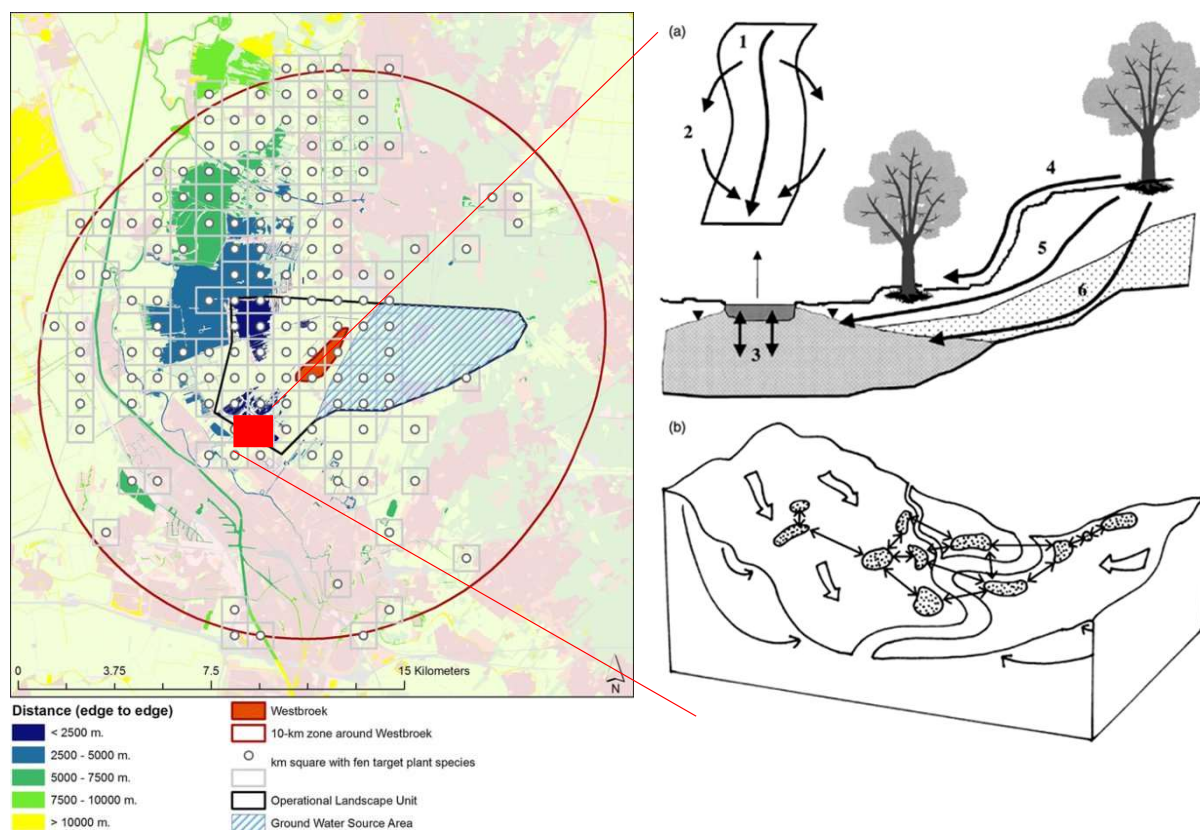 0
3.75
7.5
15 Kilometers
N
Distance (edge to edge)
< 2500 m.
2500 - 5000 m.
5000 - 7500 m.
7500 - 10000 m.
> 10000 m.
Westbroek
10-km zone around Westbroek
km square with fen target plant species
Operational Landscape Unit
Ground Water Source Area
(a)
1
2
3
4
5
6
(b)